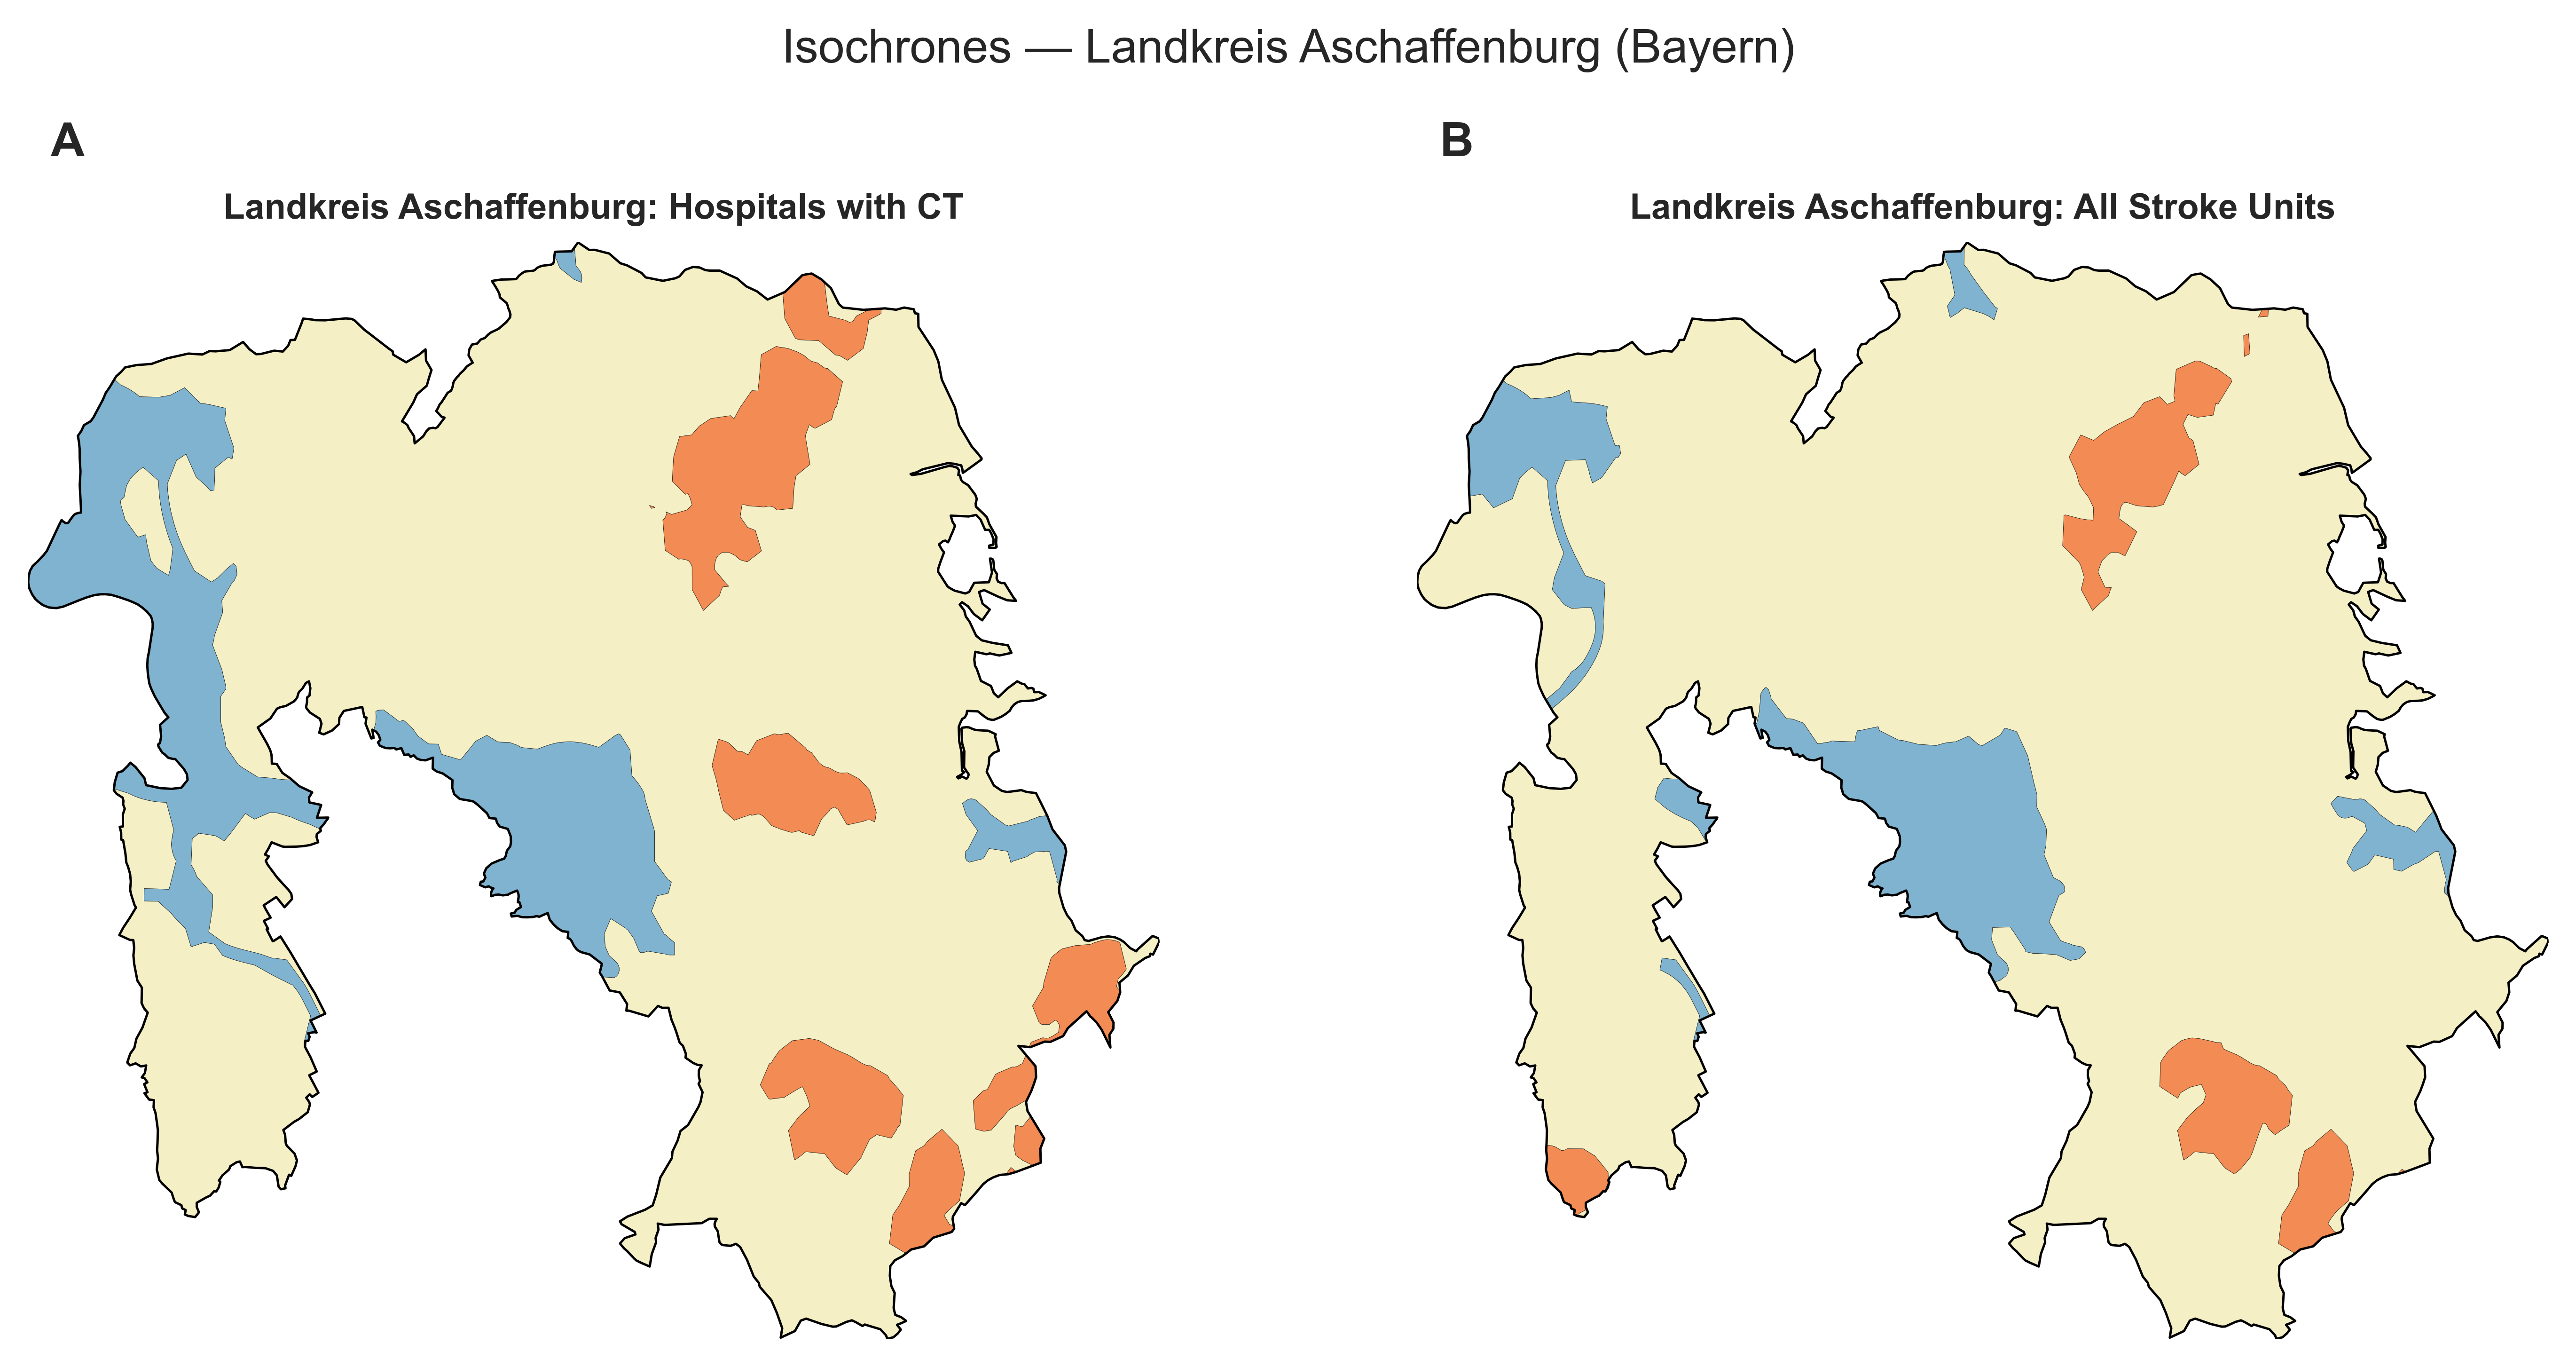 Isochrones — Landkreis Aschaffenburg (Bayern)
A
B
Landkreis Aschaffenburg: Hospitals with CT
Landkreis Aschaffenburg: All Stroke Units